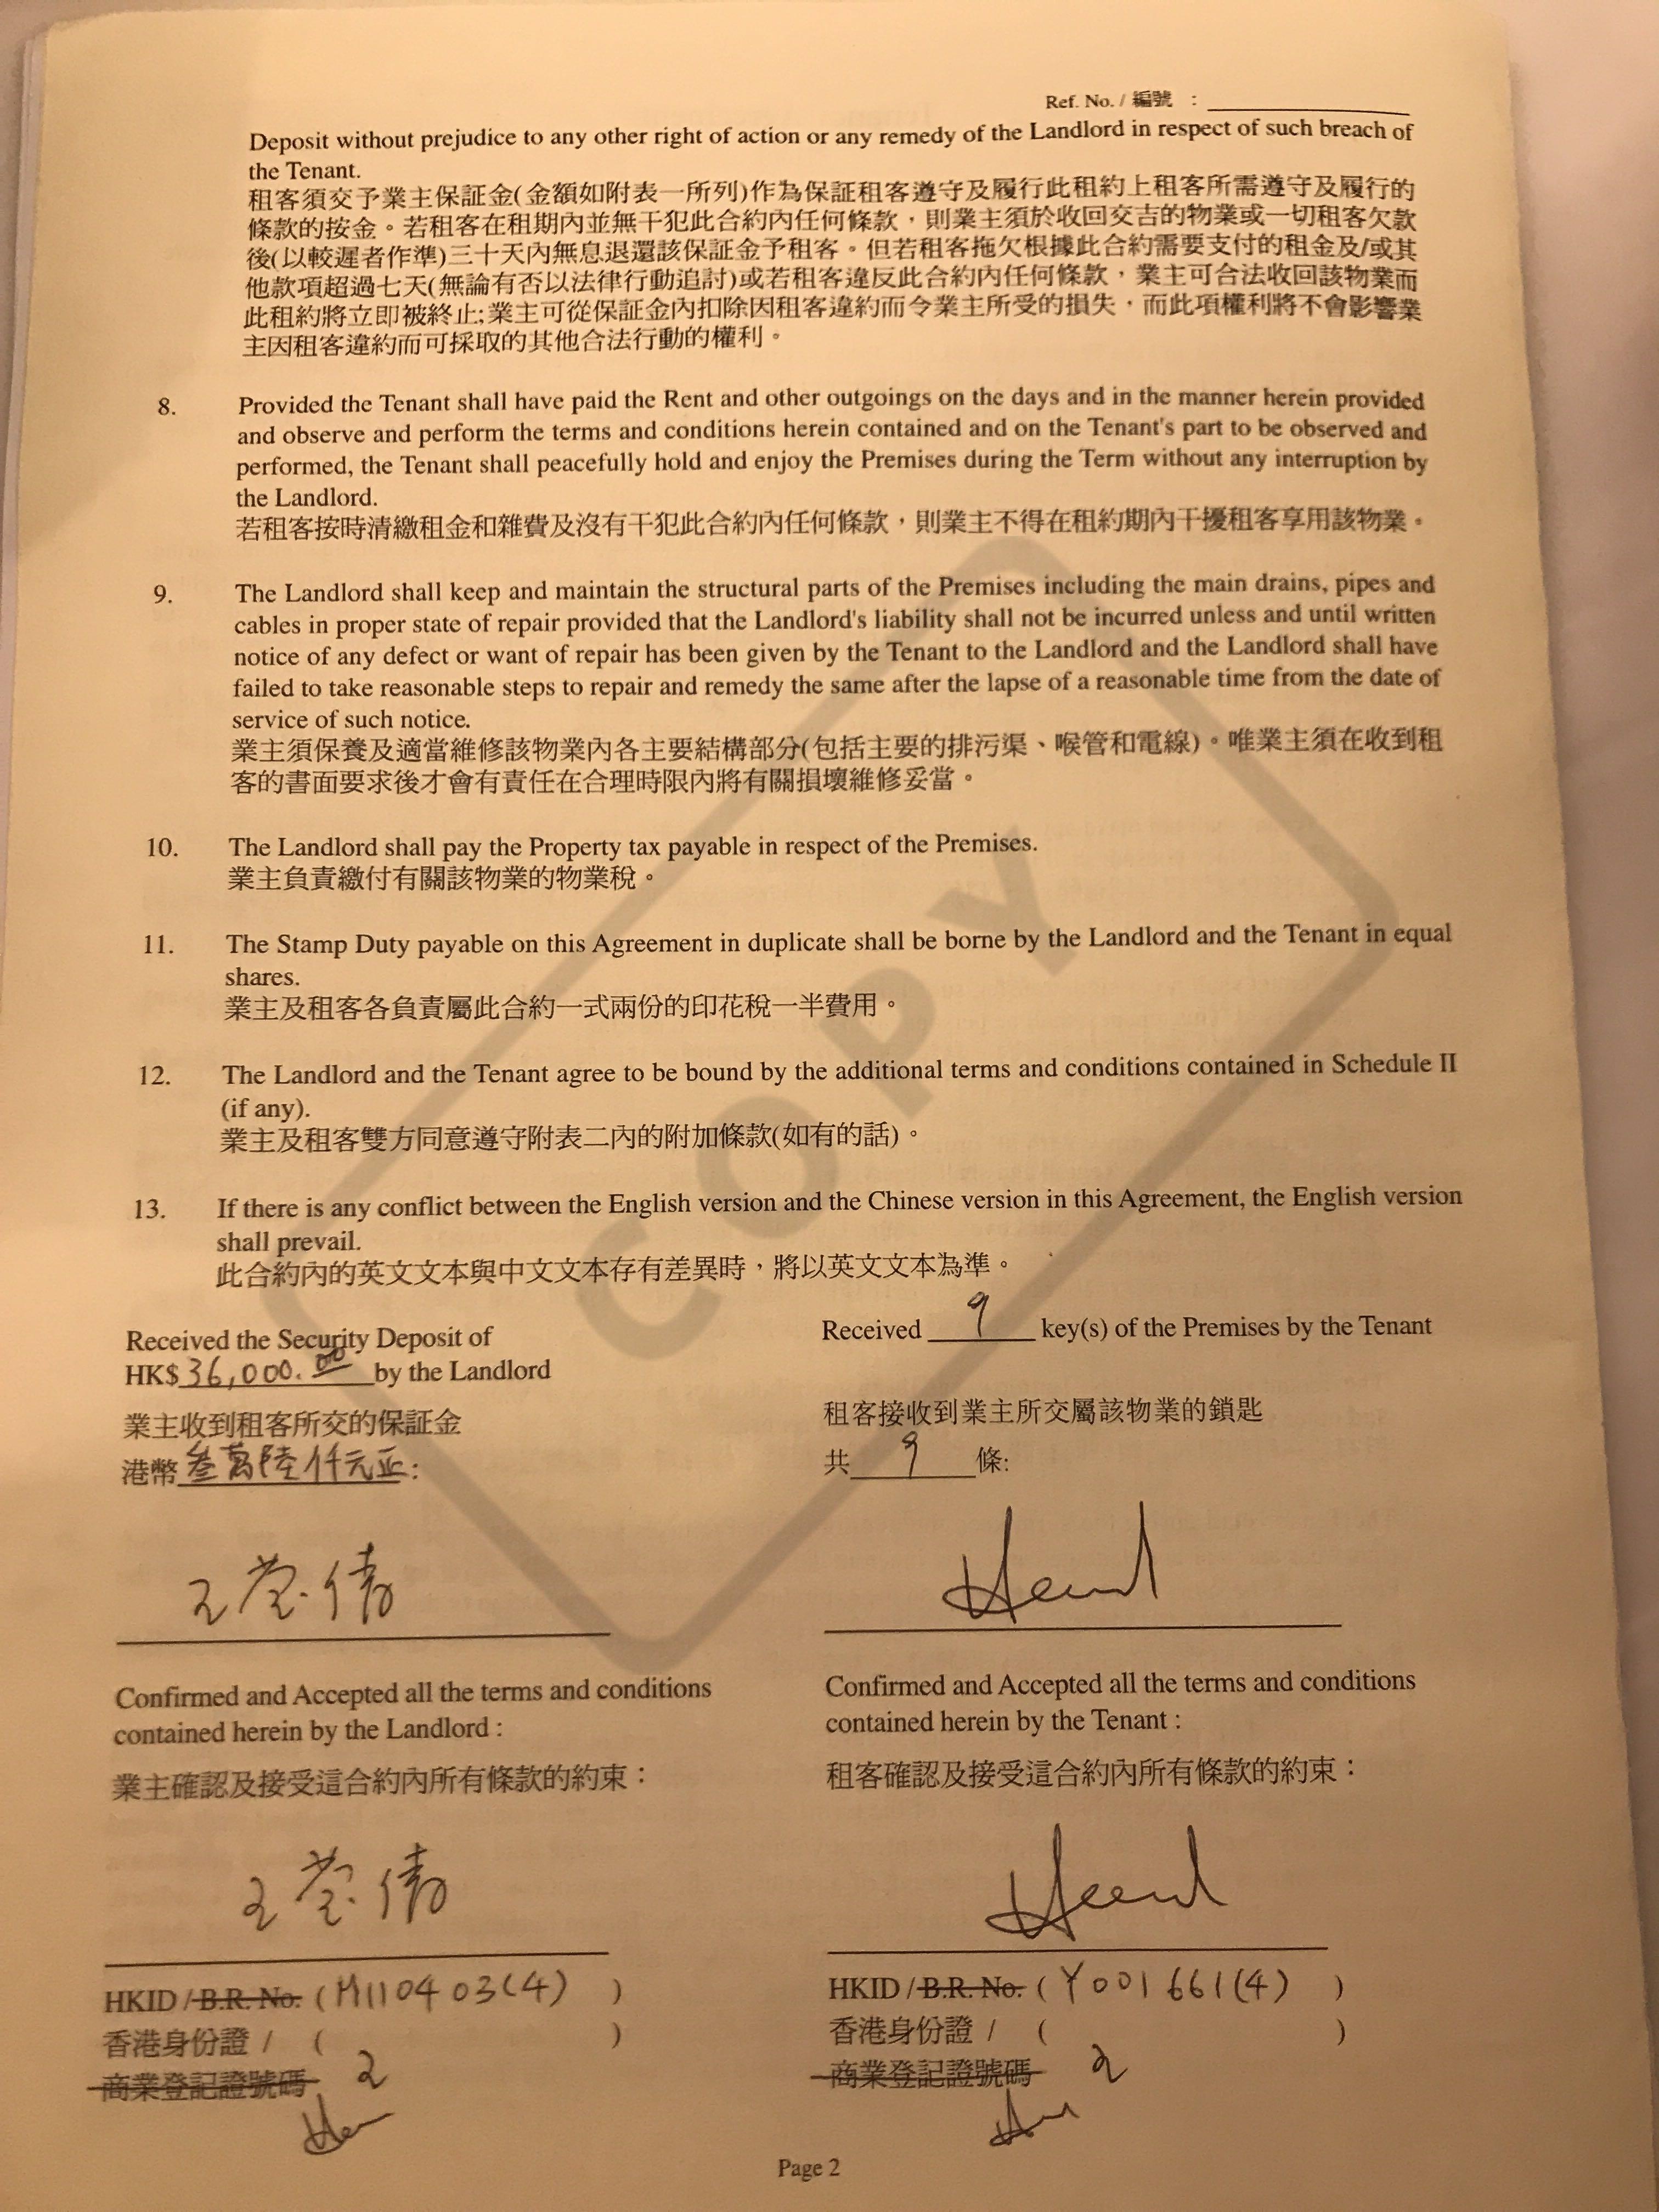 Ref. No. / 編號 :
Deposit without prejudice to any other right of action or any remedy of the Landlord in respect of such breach of
the Tenant.
租客須交予業主保証金(金額如附表一所列)作為保証租客遵守及履行此租約上租客所需遵守及履行的
條款的按金。若租客在租期內並無干犯此合約內任何條款，則業主須於收回交吉的物業或一切租客欠款
後(以較遲者作準)三十天內無息退還該保証金予租客。但若租客拖欠根據此合約需要支付的租金及/或其
他款項超過七天(無論有否以法律行動追討)或若租客違反此合約內任何條款，業主可合法收回該物業而
此租約將立即被終止;業主可從保証金內扣除因租客違約而令業主所受的損失，而此項權利將不會影響業
主因租客違約而可採取的其他合法行動的權利。
8. Provided the Tenant shall have paid the Rent and other outgoings on the days and in the manner herein provided
and observe and perform the terms and conditions herein contained and on the Tenant's part to be observed and
performed, the Tenant shall peacefully hold and enjoy the Premises during the Term without any interruption by
the Landlord.
若租客按時清繳租金和雜費及沒有干犯此合約內任何條款，則業主不得在租約期內干擾租客享用該物業。
9. The Landlord shall keep and maintain the structural parts of the Premises including the main drains, pipes and
cables in proper state of repair provided that the Landlord's liability shall not be incurred unless and until written
notice of any defect or want of repair has been given by the Tenant to the Landlord and the Landlord shall have
failed to take reasonable steps to repair and remedy the same after the lapse of a reasonable time from the date of
service of such notice.
業主須保養及適當維修該物業內各主要結構部分(包括主要的排污渠、喉管和電線)。唯業主須在收到租
客的書面要求後才會有責任在合理時限內將有關損壞維修妥當。
10. The Landlord shall pay the Property tax payable in respect of the Premises.
業主負責繳付有關該物業的物業稅。
11. The Stamp Duty payable on this Agreement in duplicate shall be borne by the Landlord and the Tenant in equal
shares.
業主及租客各負責屬此合約一式兩份的印花稅一半費用。
12. The Landlord and the Tenant agree to be bound by the additional terms and conditions contained in Schedule II
(if any).
業主及租客雙方同意遵守附表二內的附加條款(如有的話)。
13. If there is any conflict between the English version and the Chinese version in this Agreement, the English version
shall prevail.
此合約內的英文文本與中文文本存有差異時，將以英文文本為準。
COPY
Received the Security Deposit of
HK$ 36,000.00 by the Landlord
業主收到租客所交的保証金
港幣 叁萬陸仟元正:
Received 9 key(s) of the Premises by the Tenant
租客接收到業主所交屬該物業的鎖匙
共 9 條:
Confirmed and Accepted all the terms and conditions
contained herein by the Landlord :
業主確認及接受這合約內所有條款的約束：
Confirmed and Accepted all the terms and conditions
contained herein by the Tenant :
租客確認及接受這合約內所有條款的約束：
HKID / B.R. No. ( M110403(4) )
香港身份證 / ( )
商業登記證號碼
HKID / B.R. No. ( Y001661(4) )
香港身份證 / ( )
商業登記證號碼
Page 2